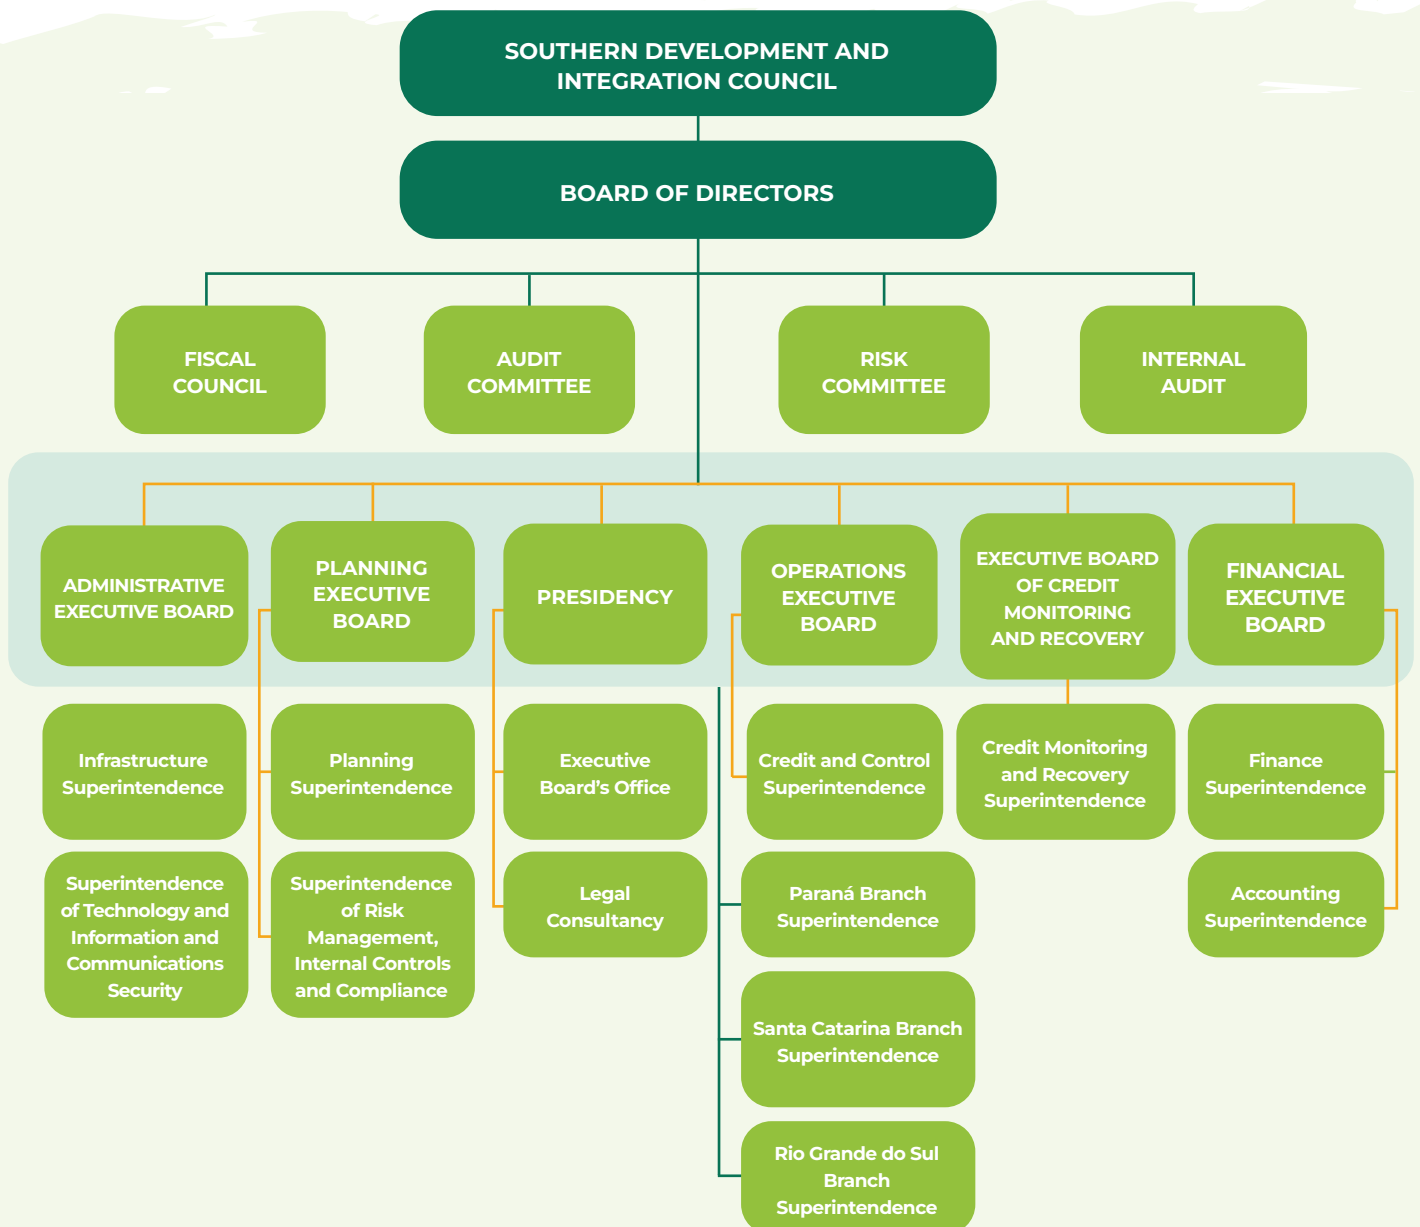 SOUTHERN DEVELOPMENT AND
INTEGRATION COUNCIL
BOARD OF DIRECTORS
FISCAL
COUNCIL
AUDIT
COMMITTEE
RISK
COMMITTEE
INTERNAL
AUDIT
ADMINISTRATIVE
EXECUTIVE BOARD
PLANNING
EXECUTIVE
BOARD
PRESIDENCY
OPERATIONS
EXECUTIVE
BOARD
EXECUTIVE BOARD
OF CREDIT
MONITORING
AND RECOVERY
FINANCIAL
EXECUTIVE
BOARD
Infrastructure
Superintendence
Planning
Superintendence
Executive
Board’s Office
Credit and Control
Superintendence
Credit Monitoring
and Recovery
Superintendence
Finance
Superintendence
Superintendence
of Technology and
Information and
Communications
Security
Superintendence
of Risk
Management,
Internal Controls
and Compliance
Legal
Consultancy
Paraná Branch
Superintendence
Accounting
Superintendence
Santa Catarina Branch
Superintendence
Rio Grande do Sul
Branch
Superintendence